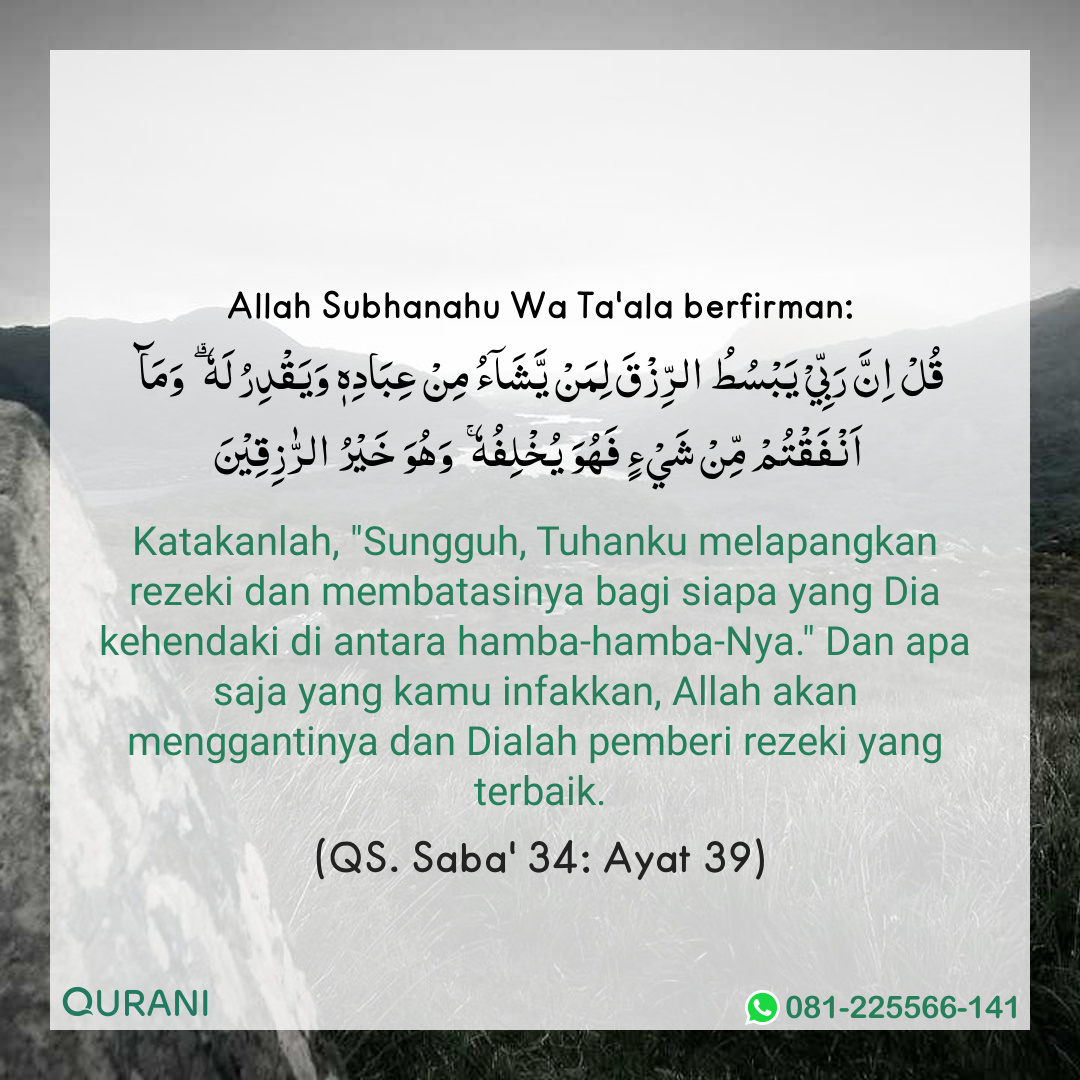 Allah Subhanahu Wa Ta'ala berfirman:
قُلْ اِنَّ رَبِّيْ يَبْسُطُ الرِّزْقَ لِمَنْ يَّشَاۤءُ مِنْ عِبَادِهٖ وَيَقْدِرُ لَهٗ ۗ وَمَآ
اَنْفَقْتُمْ مِّنْ شَيْءٍ فَهُوَ يُخْلِفُهٗ ۚ وَهُوَ خَيْرُ الرّٰزِقِيْنَ
Katakanlah, "Sungguh, Tuhanku melapangkan
rezeki dan membatasinya bagi siapa yang Dia
kehendaki di antara hamba-hamba-Nya." Dan apa
saja yang kamu infakkan, Allah akan
menggantinya dan Dialah pemberi rezeki yang
terbaik.
(QS. Saba' 34: Ayat 39)
QURANI
081-225566-141